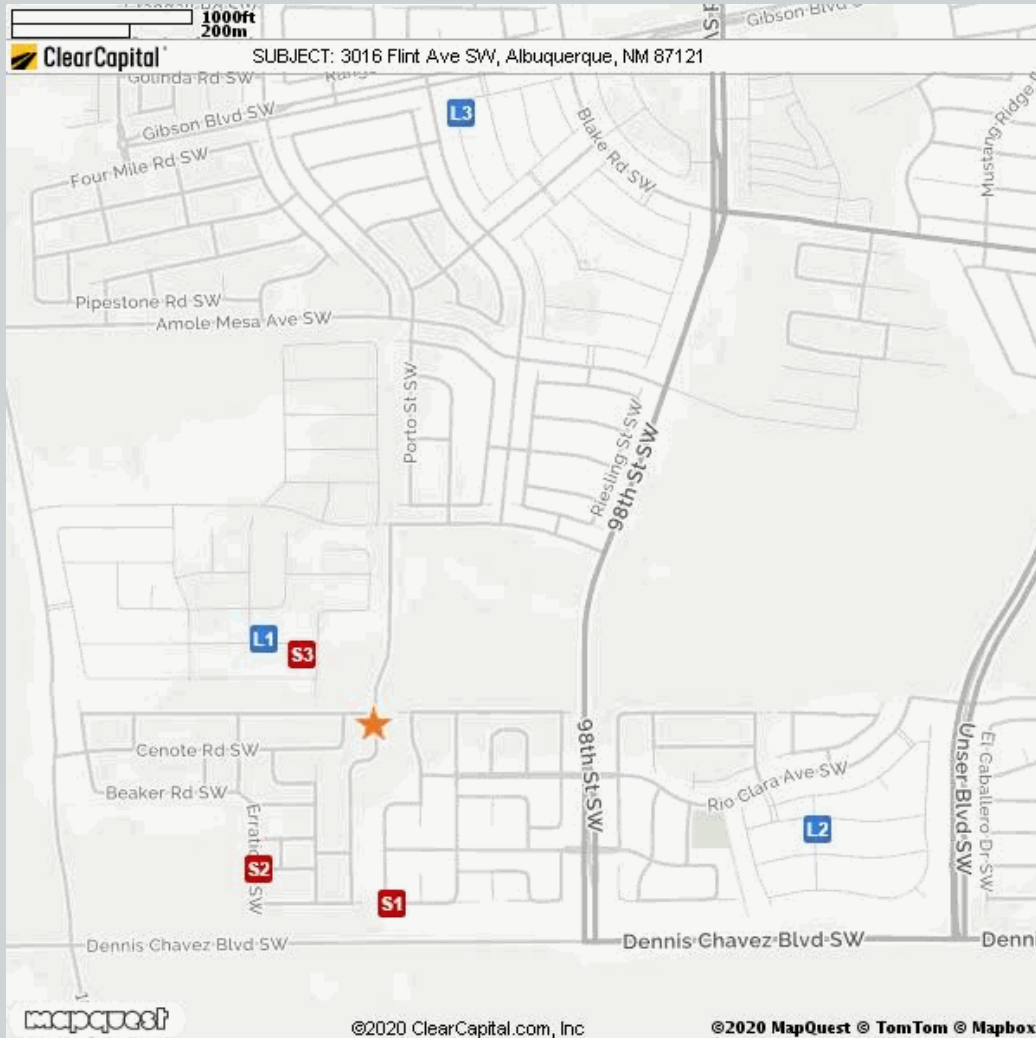 1000ft
Gibson Blvd S
200m
ClearCapital
SUBJECT: 3016 Flint Ave SW, Albuquerque, NM 87121
Golinda Rd SW
L3
Gibson Blvd SW
Blake Rd SW
Four Mile Rd SW
Pipestone Rd SW
Amole Mesa Ave SW
Porto St SW
Riesling St SW
98th St SW
L1
S3
Cenote Rd SW
98th St SW
Unser Blvd SW
El Caballero Dr SW
Beaker Rd SW
Rio Clara Ave SW
L2
S2
S1
Dennis Chavez Blvd SW
Dennis Chavez Blvd SW
Denni
mapquest
©2020 ClearCapital.com, Inc
©2020 MapQuest © TomTom © Mapbox